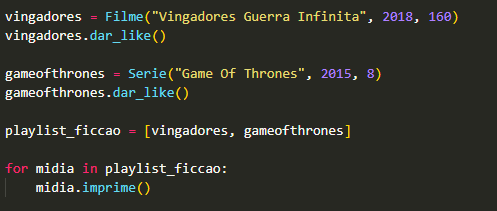 vingadores = Filme("Vingadores Guerra Infinita", 2018, 160)
vingadores.dar_like()
gameofthrones = Serie("Game Of Thrones", 2015, 8)
gameofthrones.dar_like()
playlist_ficcao = [vingadores, gameofthrones]
for midia in playlist_ficcao:
    midia.imprime()